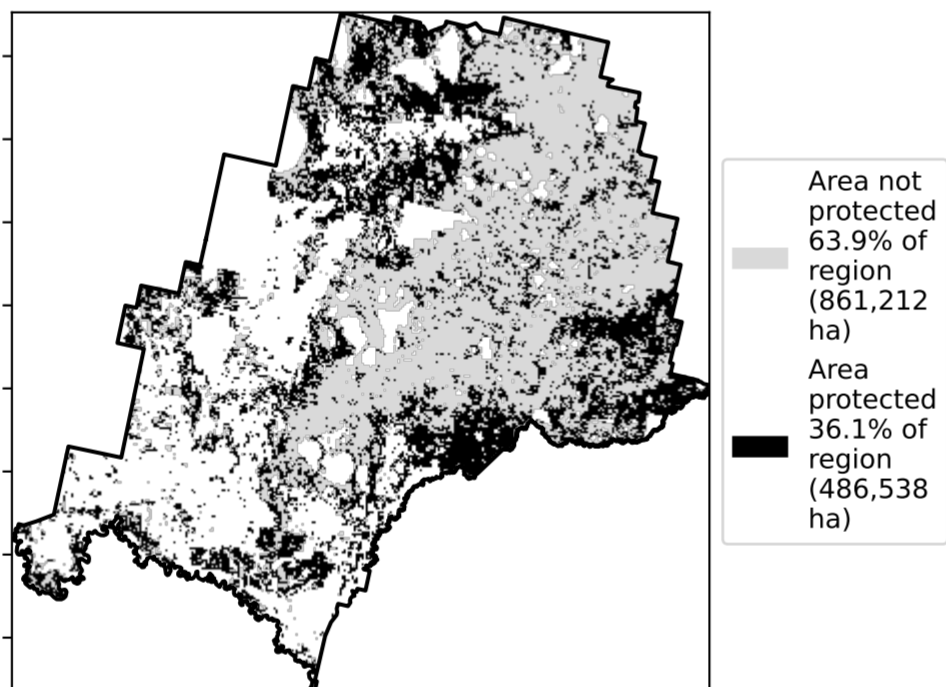 Area not
protected
63.9% of
region
(861,212
ha)
Area
protected
36.1% of
region
(486,538
ha)